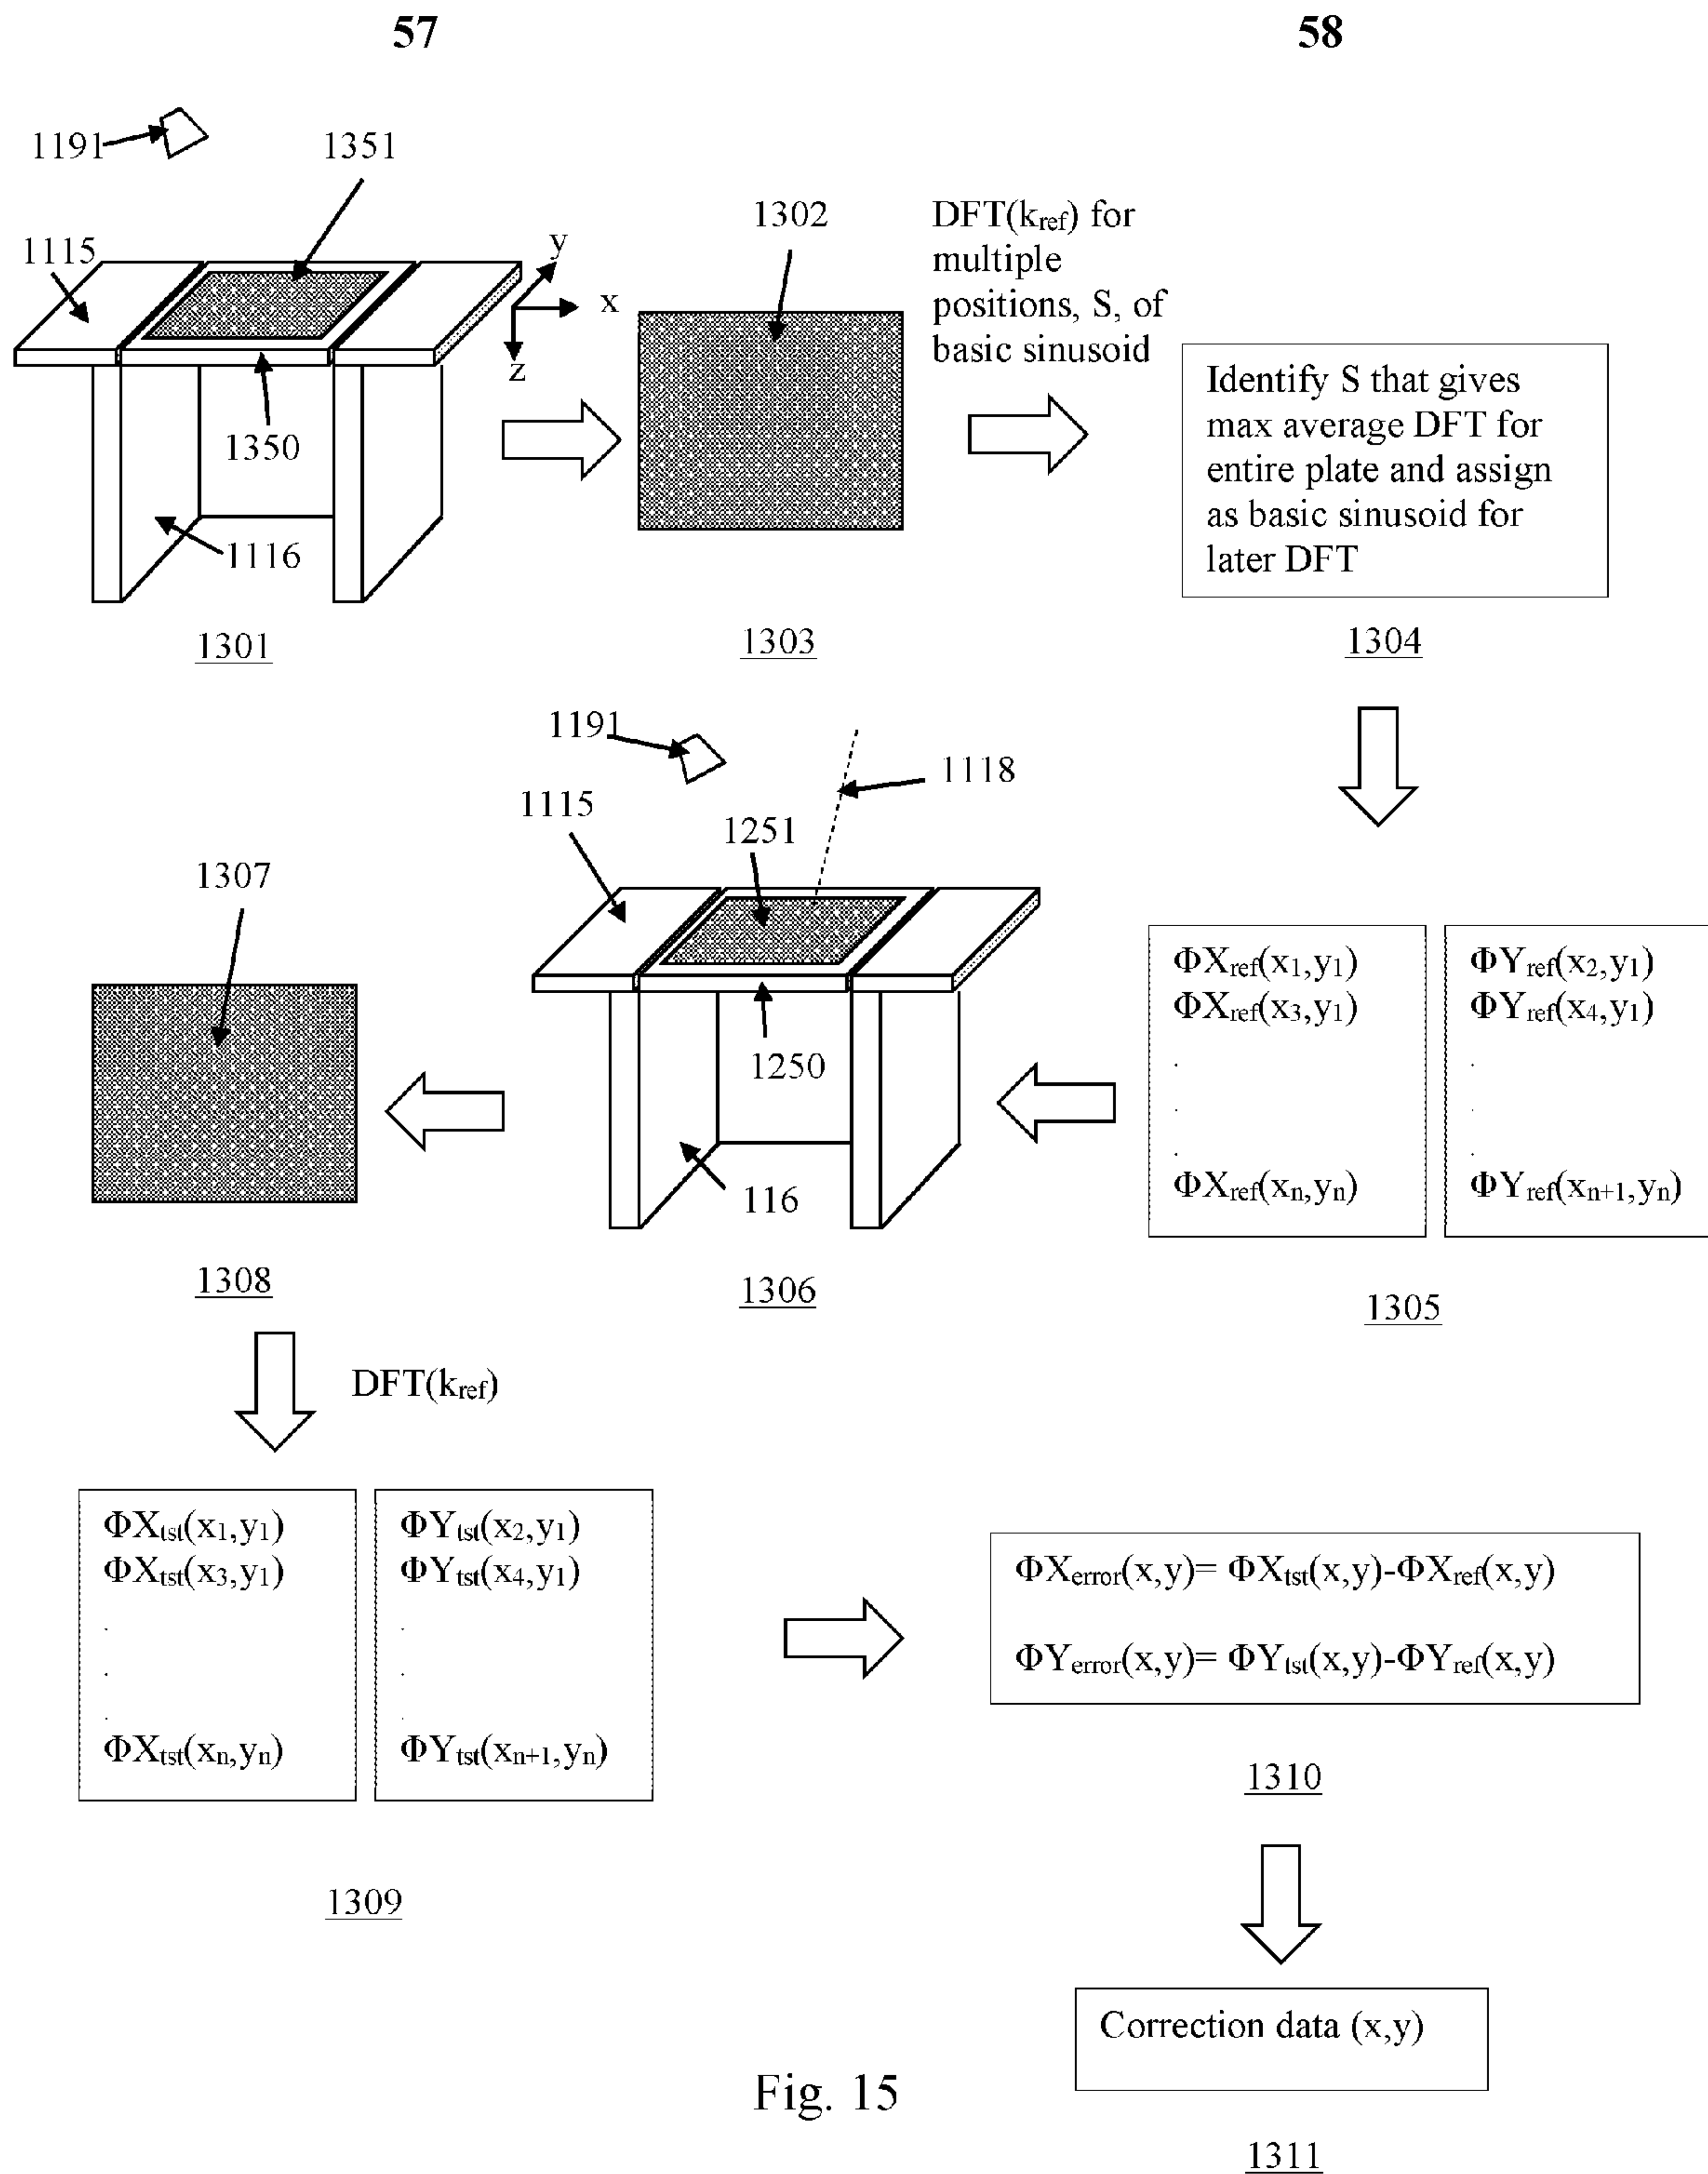 57
58
1191
1351
1115
y
x
z
1350
1116
1301
1302
1303
DFT(kref) for
multiple
positions, S, of
basic sinusoid
Identify S that gives
max average DFT for
entire plate and assign
as basic sinusoid for
later DFT
1304
1191
1118
1115
1251
1250
116
1306
ΦXref(x1,y1)
ΦXref(x3,y1)
.
.
.
ΦXref(xn,yn)
ΦYref(x2,y1)
ΦYref(x4,y1)
.
.
.
ΦYref(xn+1,yn)
1305
1307
1308
DFT(kref)
ΦXtst(x1,y1)
ΦXtst(x3,y1)
.
.
.
ΦXtst(xn,yn)
ΦYtst(x2,y1)
ΦYtst(x4,y1)
.
.
.
ΦYtst(xn+1,yn)
1309
ΦXerror(x,y)= ΦXtst(x,y)-ΦXref(x,y)
ΦYerror(x,y)= ΦYtst(x,y)-ΦYref(x,y)
1310
Correction data (x,y)
1311
Fig. 15